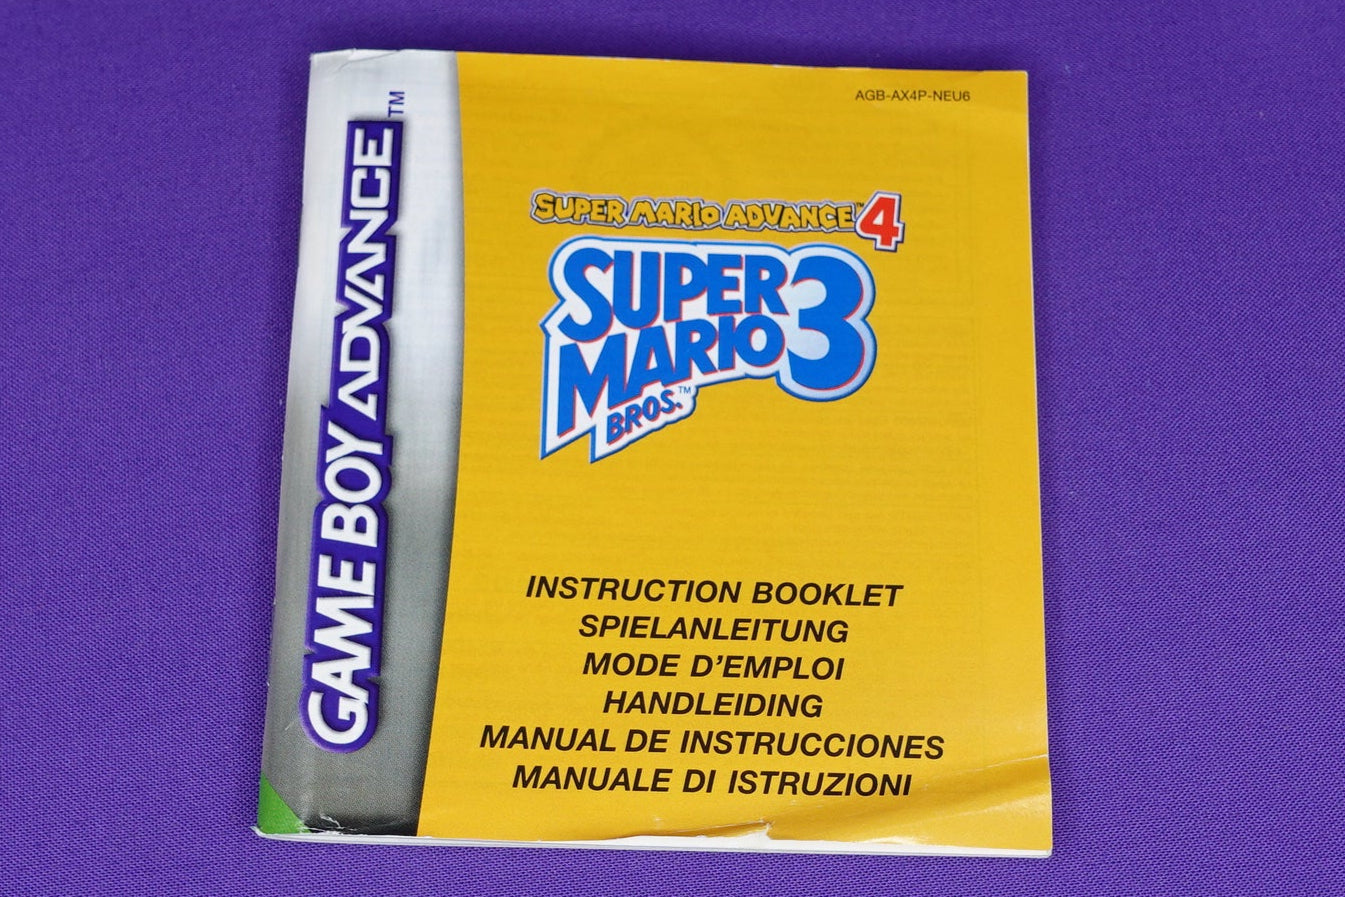 GAME BOY ADVANCE™
AGB-AX4P-NEU6
SUPER MARIO ADVANCE™ 4
SUPER
MARIO 3
BROS.™
INSTRUCTION BOOKLET
SPIELANLEITUNG
MODE D'EMPLOI
HANDLEIDING
MANUAL DE INSTRUCCIONES
MANUALE DI ISTRUZIONI